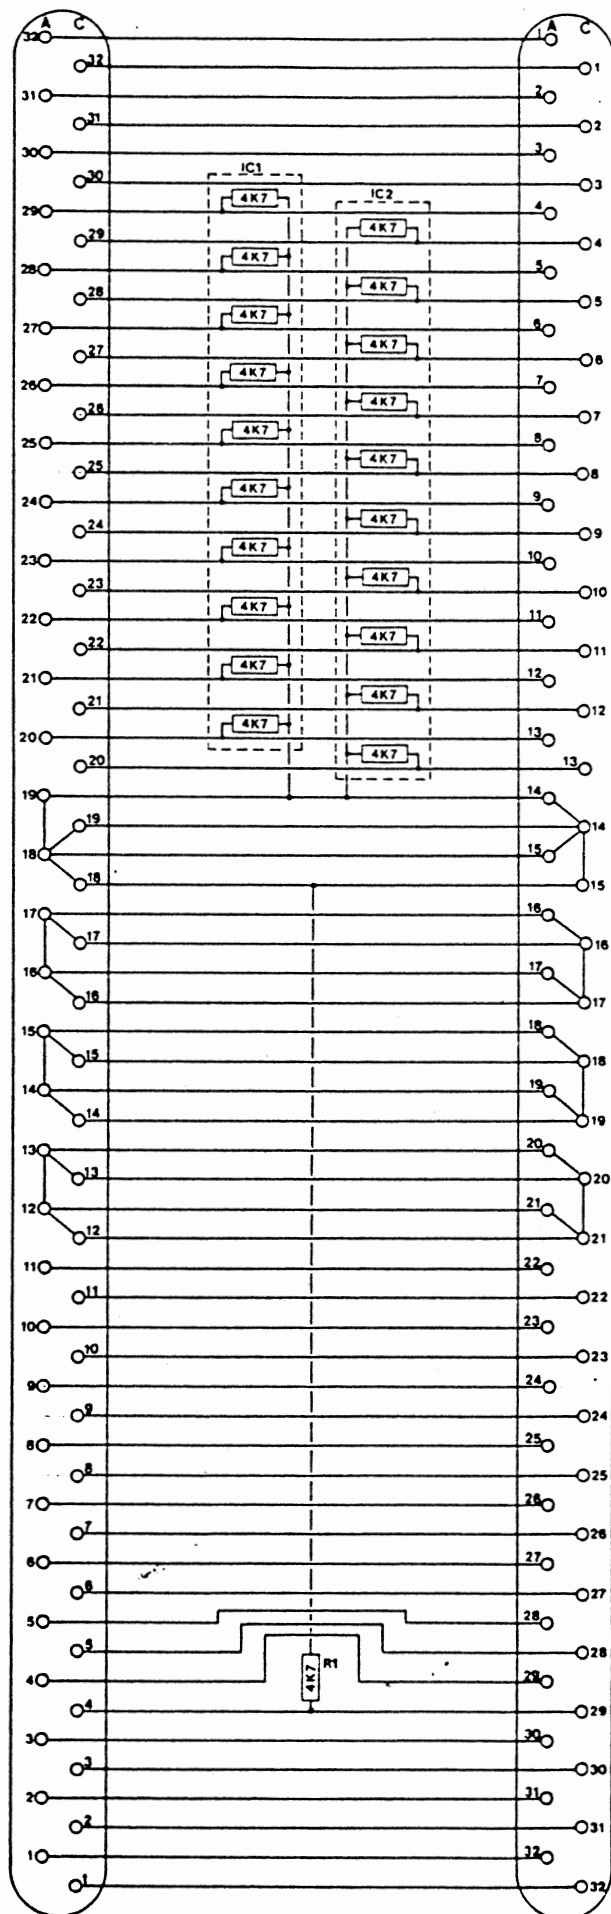 A C A C
32 1
32 1
31 2
31 2
30 3
30 3
IC1
4K7
29 4
IC2
4K7
29 4
4K7
28 5
4K7
28 5
4K7
27 6
4K7
27 6
4K7
26 7
4K7
26 7
4K7
25 8
4K7
25 8
4K7
24 9
4K7
24 9
4K7
23 10
4K7
23 10
4K7
22 11
4K7
22 11
4K7
21 12
4K7
21 12
4K7
20 13
4K7
20 13
19 14
19 14
18 15
18 15
17 16
17 16
16 17
16 17
15 18
15 18
14 19
14 19
13 20
13 20
12 21
12 21
11 22
11 22
10 23
10 23
9 24
9 24
8 25
8 25
7 26
7 26
6 27
6 27
5 28
5 28
4K7 R1
4 29
4 29
3 30
3 30
2 31
2 31
1 32
1 32